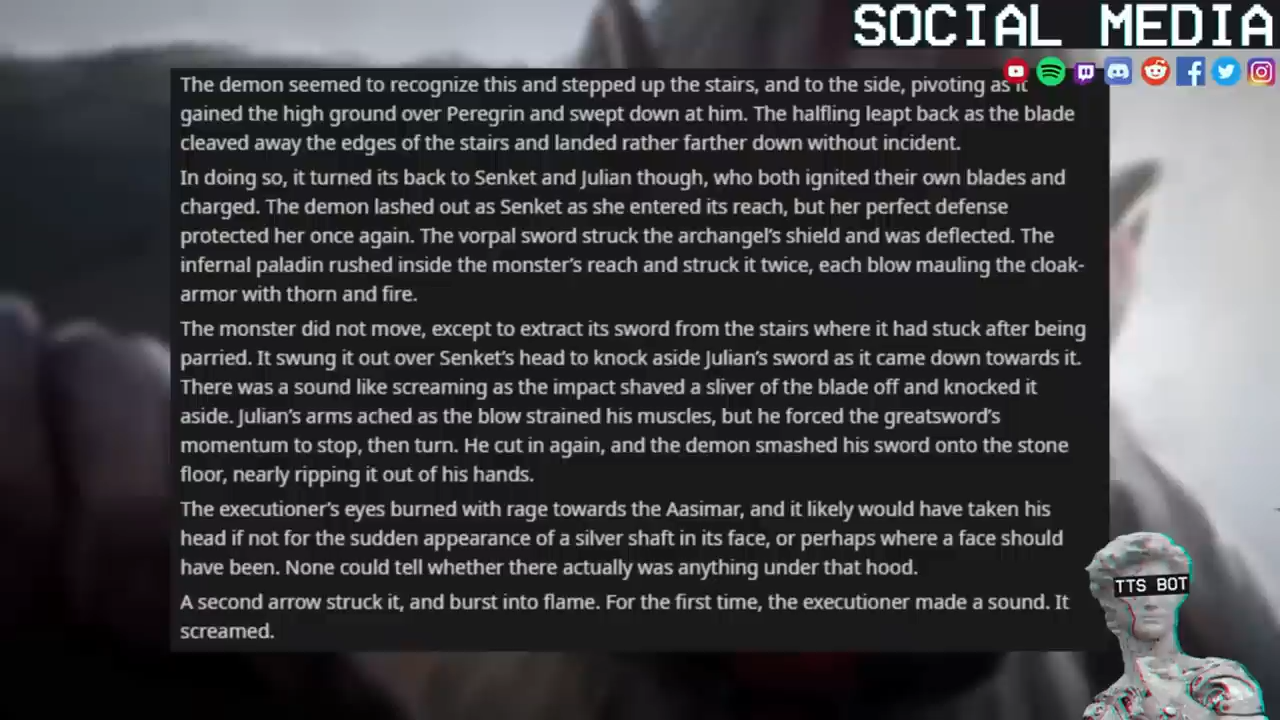 SOCIAL MEDIA
The demon seemed to recognize this and stepped up the stairs, and to the side, pivoting as it
gained the high ground over Peregrin and swept down at him. The halfling leapt back as the blade
cleaved away the edges of the stairs and landed rather farther down without incident.
In doing so, it turned its back to Senket and Julian though, who both ignited their own blades and
charged. The demon lashed out as Senket as she entered its reach, but her perfect defense
protected her once again. The vorpal sword struck the archangel's shield and was deflected. The
infernal paladin rushed inside the monster's reach and struck it twice, each blow mauling the cloak-
armor with thorn and fire.
The monster did not move, except to extract its sword from the stairs where it had stuck after being
parried. It swung it out over Senket's head to knock aside Julian's sword as it came down towards it.
There was a sound like screaming as the impact shaved a sliver of the blade off and knocked it
aside. Julian's arms ached as the blow strained his muscles, but he forced the greatsword's
momentum to stop, then turn. He cut in again, and the demon smashed his sword onto the stone
floor, nearly ripping it out of his hands.
The executioner's eyes burned with rage towards the Aasimar, and it likely would have taken his
head if not for the sudden appearance of a silver shaft in its face, or perhaps where a face should
have been. None could tell whether there actually was anything under that hood.
A second arrow struck it, and burst into flame. For the first time, the executioner made a sound. It
screamed.
TTS BOT